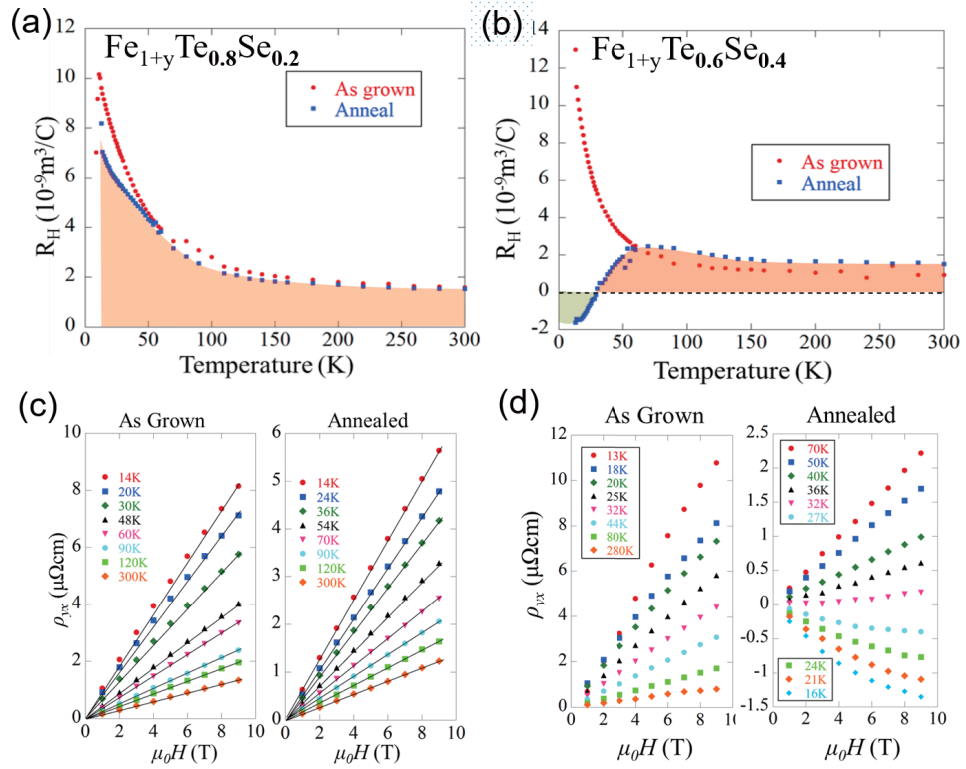 (a)
Fe1+yTe0.8Se0.2
As grown
Anneal
RH (10-9m3/C)
12
10
8
6
4
2
0
0 50 100 150 200 250 300
Temperature (K)
(b)
Fe1+yTe0.6Se0.4
As grown
Anneal
RH (10-9m3/C)
14
12
10
8
6
4
2
0
-2
0 50 100 150 200 250 300
Temperature (K)
(c)
As Grown
ρyx (μΩcm)
10
8
6
4
2
0
14K
20K
30K
48K
60K
90K
120K
300K
0 2 4 6 8 10
μ0H (T)
Annealed
6
5
4
3
2
1
0
14K
24K
36K
54K
70K
90K
120K
300K
0 2 4 6 8 10
μ0H (T)
(d)
As Grown
ρyx (μΩcm)
12
10
8
6
4
2
0
13K
18K
20K
25K
32K
44K
80K
280K
0 2 4 6 8 10
μ0H (T)
Annealed
2.5
2
1.5
1
0.5
0
-0.5
-1
-1.5
70K
50K
40K
36K
32K
27K
24K
21K
16K
0 2 4 6 8 10
μ0H (T)